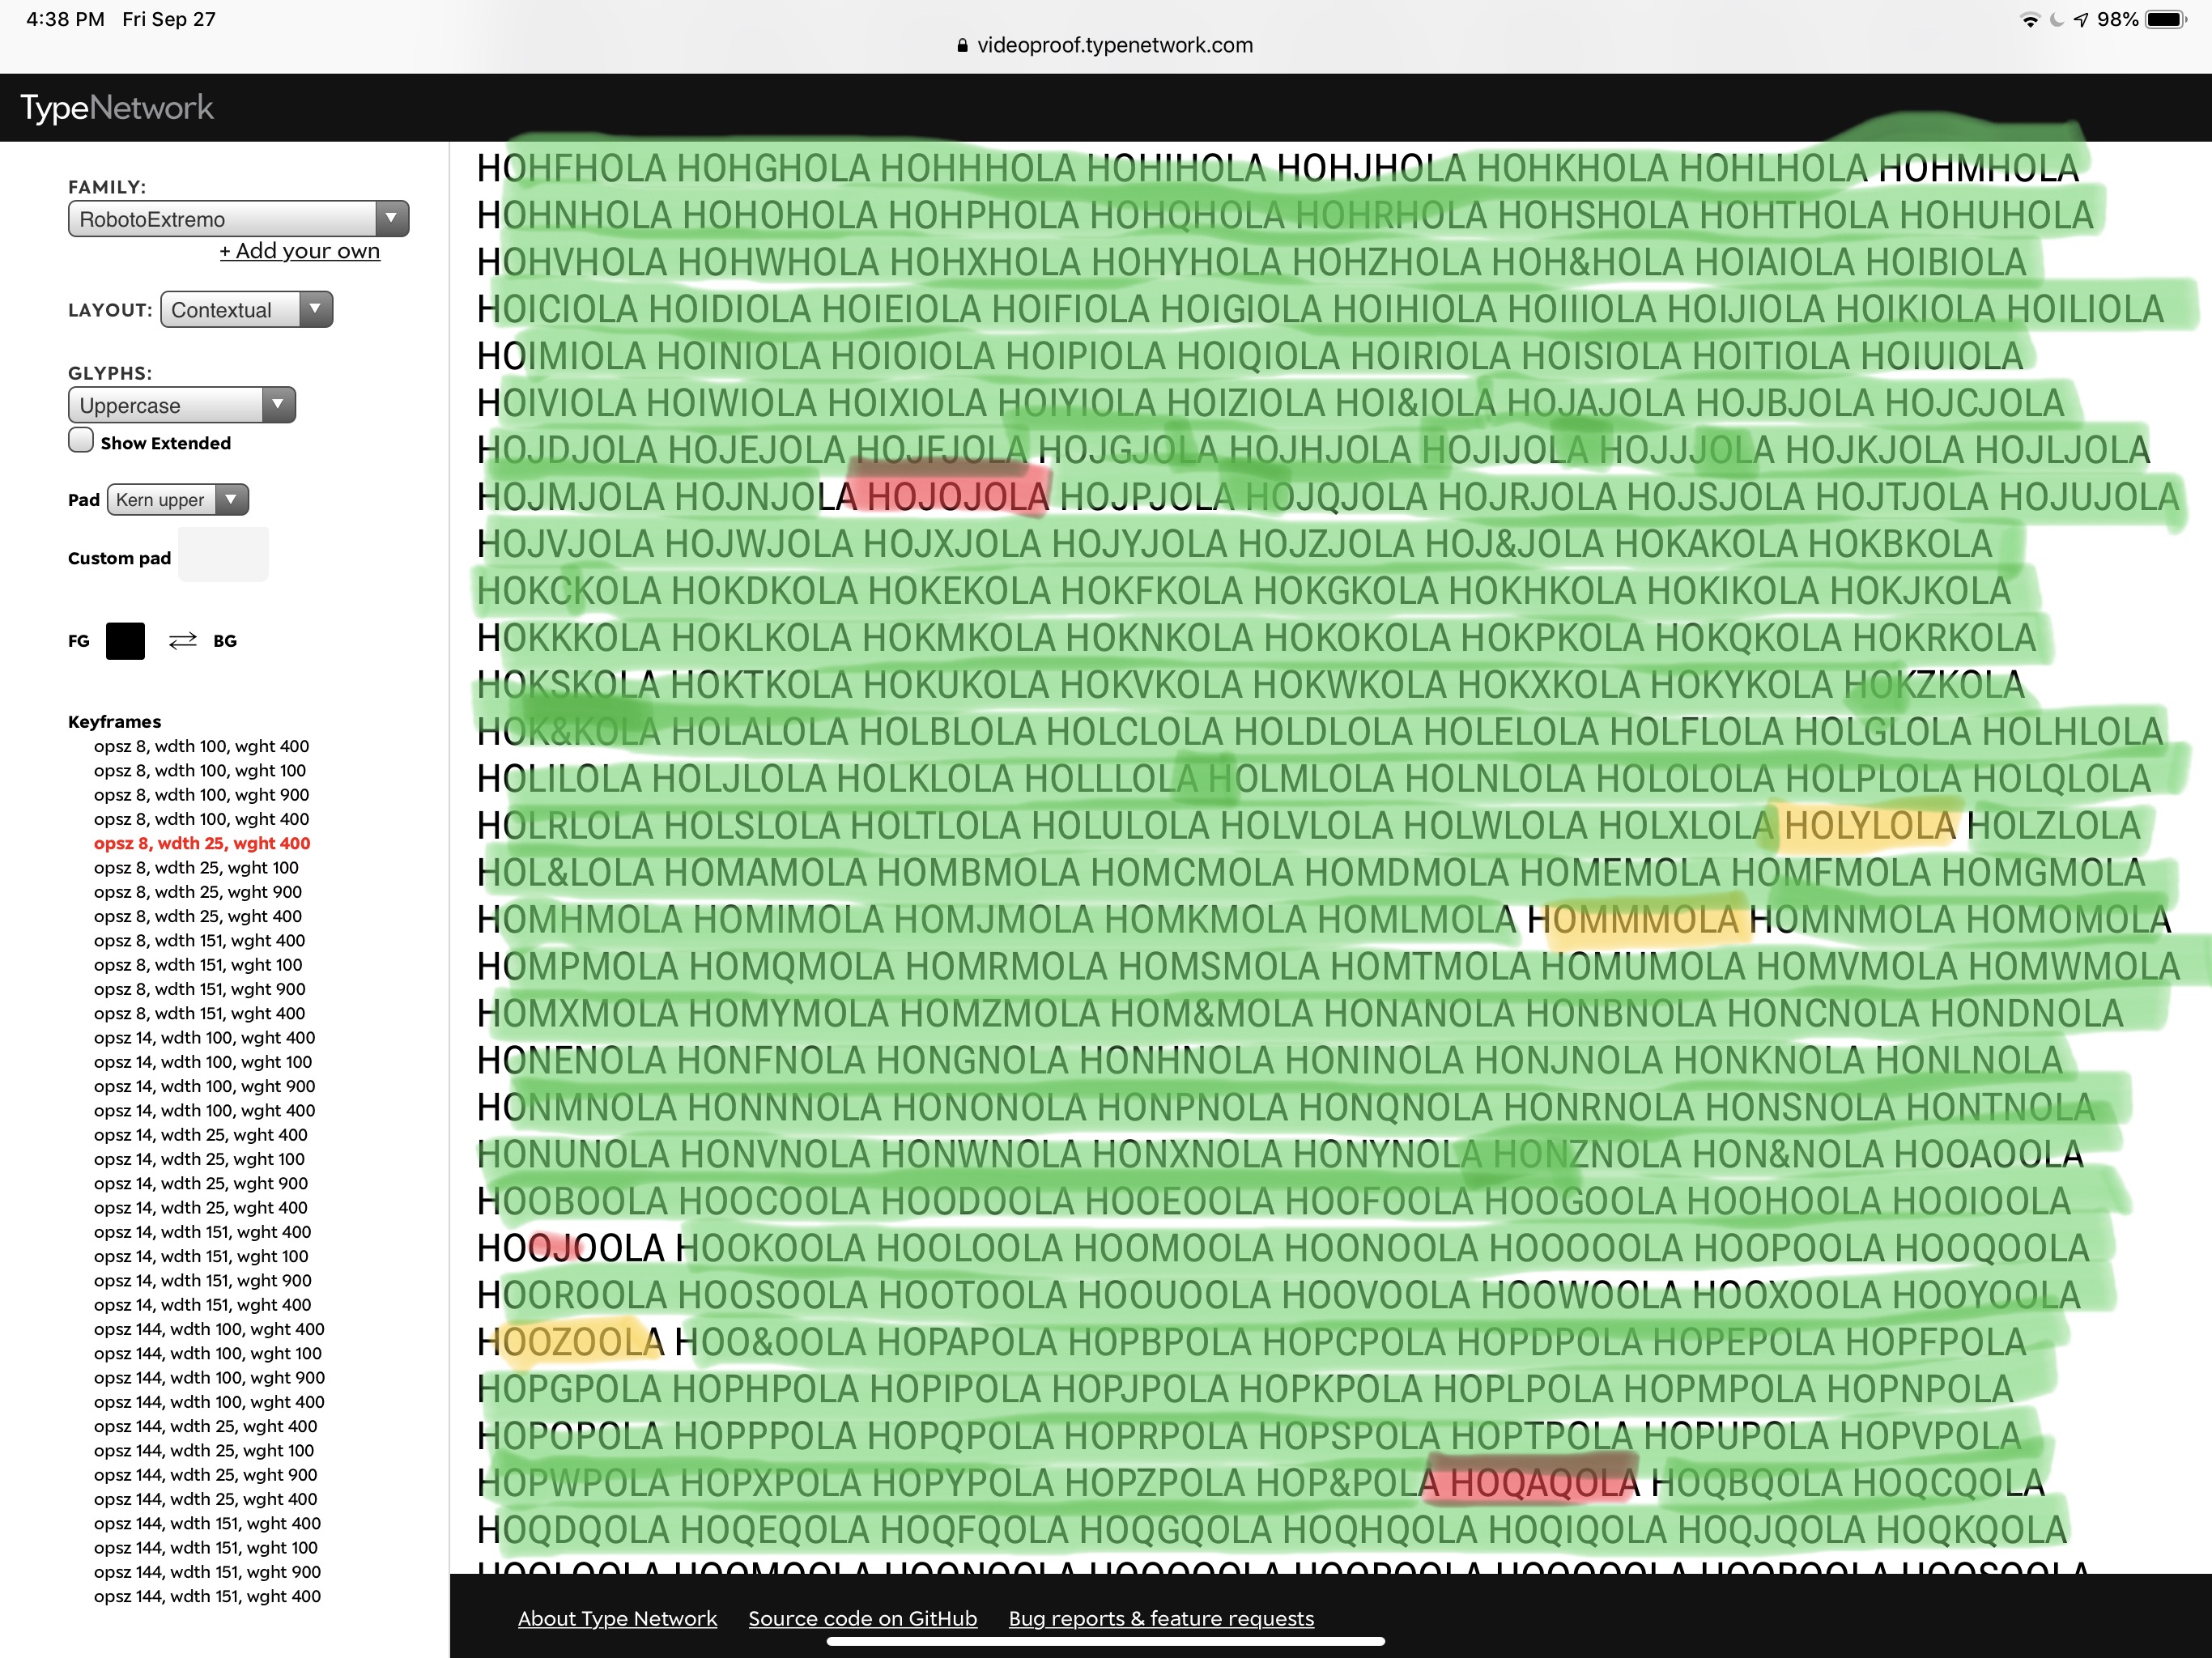 4:38 PM Fri Sep 27
98%
videoproof.typenetwork.com
TypeNetwork
FAMILY:
RobotoExtremo
+ Add your own
LAYOUT: Contextual
GLYPHS:
Uppercase
Show Extended
Pad Kern upper
Custom pad
FG BG
Keyframes
opsz 8, wdth 100, wght 400
opsz 8, wdth 100, wght 100
opsz 8, wdth 100, wght 900
opsz 8, wdth 100, wght 400
opsz 8, wdth 25, wght 400
opsz 8, wdth 25, wght 100
opsz 8, wdth 25, wght 900
opsz 8, wdth 25, wght 400
opsz 8, wdth 151, wght 400
opsz 8, wdth 151, wght 100
opsz 8, wdth 151, wght 900
opsz 8, wdth 151, wght 400
opsz 14, wdth 100, wght 400
opsz 14, wdth 100, wght 100
opsz 14, wdth 100, wght 900
opsz 14, wdth 100, wght 400
opsz 14, wdth 25, wght 400
opsz 14, wdth 25, wght 100
opsz 14, wdth 25, wght 900
opsz 14, wdth 25, wght 400
opsz 14, wdth 151, wght 400
opsz 14, wdth 151, wght 100
opsz 14, wdth 151, wght 900
opsz 14, wdth 151, wght 400
opsz 144, wdth 100, wght 400
opsz 144, wdth 100, wght 100
opsz 144, wdth 100, wght 900
opsz 144, wdth 100, wght 400
opsz 144, wdth 25, wght 400
opsz 144, wdth 25, wght 100
opsz 144, wdth 25, wght 900
opsz 144, wdth 25, wght 400
opsz 144, wdth 151, wght 400
opsz 144, wdth 151, wght 100
opsz 144, wdth 151, wght 900
opsz 144, wdth 151, wght 400
HOHFHOLA HOHGHOLA HOHHHOLA HOHIHOLA HOHJHOLA HOHKHOLA HOHLHOLA HOHMHOLA
HOHNHOLA HOHOHOLA HOHPHOLA HOHQHOLA HOHRHOLA HOHSHOLA HOHTHOLA HOHUHOLA
HOHVHOLA HOHWHOLA HOHXHOLA HOHYHOLA HOHZHOLA HOH&HOLA HOIAIOLA HOIBIOLA
HOICIOLA HOIDIOLA HOIEIOLA HOIFIOLA HOIGIOLA HOIHIOLA HOIIIOLA HOIJIOLA HOIKIOLA HOILIOLA
HOIMIOLA HOINIOLA HOIOIOLA HOIPIOLA HOIQIOLA HOIRIOLA HOISIOLA HOITIOLA HOIUIOLA
HOIVIOLA HOIWIOLA HOIXIOLA HOIYIOLA HOIZIOLA HOI&IOLA HOJAJOLA HOJBJOLA HOJCJOLA
HOJDJOLA HOJEJOLA HOJFJOLA HOJGJOLA HOJHJOLA HOJIJOLA HOJJJOLA HOJKJOLA HOJLJOLA
HOJMJOLA HOJNJOLA HOJOJOLA HOJPJOLA HOJQJOLA HOJRJOLA HOJSJOLA HOJTJOLA HOJUJOLA
HOJVJOLA HOJWJOLA HOJXJOLA HOJYJOLA HOJZJOLA HOJ&JOLA HOKAKOLA HOKBKOLA
HOKCKOLA HOKDKOLA HOKEKOLA HOKFKOLA HOKGKOLA HOKHKOLA HOKIKOLA HOKJKOLA
HOKKKOLA HOKLKOLA HOKMKOLA HOKNKOLA HOKOKOLA HOKPKOLA HOKQKOLA HOKRKOLA
HOKSKOLA HOKTKOLA HOKUKOLA HOKVKOLA HOKWKOLA HOKXKOLA HOKYKOLA HOKZKOLA
HOK&KOLA HOLALOLA HOLBLOLA HOLCLOLA HOLDLOLA HOLELOLA HOLFLOLA HOLGLOLA HOLHLOLA
HOLILOLA HOLJLOLA HOLKLOLA HOLLLOLA HOLMLOLA HOLNLOLA HOLOLOLA HOLPLOLA HOLQLOLA
HOLRLOLA HOLSLOLA HOLTLOLA HOLULOLA HOLVLOLA HOLWLOLA HOLXLOLA HOLYLOLA HOLZLOLA
HOL&LOLA HOMAMOLA HOMBMOLA HOMCMOLA HOMDMOLA HOMEMOLA HOMFMOLA HOMGMOLA
HOMHMOLA HOMIMOLA HOMJMOLA HOMKMOLA HOMLMOLA HOMMMOLA HOMNMOLA HOMOMOLA
HOMPMOLA HOMQMOLA HOMRMOLA HOMSMOLA HOMTMOLA HOMUMOLA HOMVMOLA HOMWMOLA
HOMXMOLA HOMYMOLA HOMZMOLA HOM&MOLA HONANOLA HONBNOLA HONCNOLA HONDNOLA
HONENOLA HONFNOLA HONGNOLA HONHNOLA HONINOLA HONJNOLA HONKNOLA HONLNOLA
HONMNOLA HONNNOLA HONONOLA HONPNOLA HONQNOLA HONRNOLA HONSNOLA HONTNOLA
HONUNOLA HONVNOLA HONWNOLA HONXNOLA HONYNOLA HONZNOLA HON&NOLA HOOAOOLA
HOOBOOLA HOOCOOLA HOODOOLA HOOEOOLA HOOFOOLA HOOGOOLA HOOHOOLA HOOIOOLA
HOOJOOLA HOOKOOLA HOOLOOLA HOOMOOLA HOONOOLA HOOOOOLA HOOPOOLA HOOQOOLA
HOOROOLA HOOSOOLA HOOTOOLA HOOUOOLA HOOVOOLA HOOWOOLA HOOXOOLA HOOYOOLA
HOOZOOLA HOO&OOLA HOPAPOLA HOPBPOLA HOPCPOLA HOPDPOLA HOPEPOLA HOPFPOLA
HOPGPOLA HOPHPOLA HOPIPOLA HOPJPOLA HOPKPOLA HOPLPOLA HOPMPOLA HOPNPOLA
HOPOPOLA HOPPPOLA HOPQPOLA HOPRPOLA HOPSPOLA HOPTPOLA HOPUPOLA HOPVPOLA
HOPWPOLA HOPXPOLA HOPYPOLA HOPZPOLA HOP&POLA HOQAQOLA HOQBQOLA HOQCQOLA
HOQDQOLA HOQEQOLA HOQFQOLA HOQGQOLA HOQHQOLA HOQIQOLA HOQJQOLA HOQKQOLA
About Type Network Source code on GitHub Bug reports & feature requests